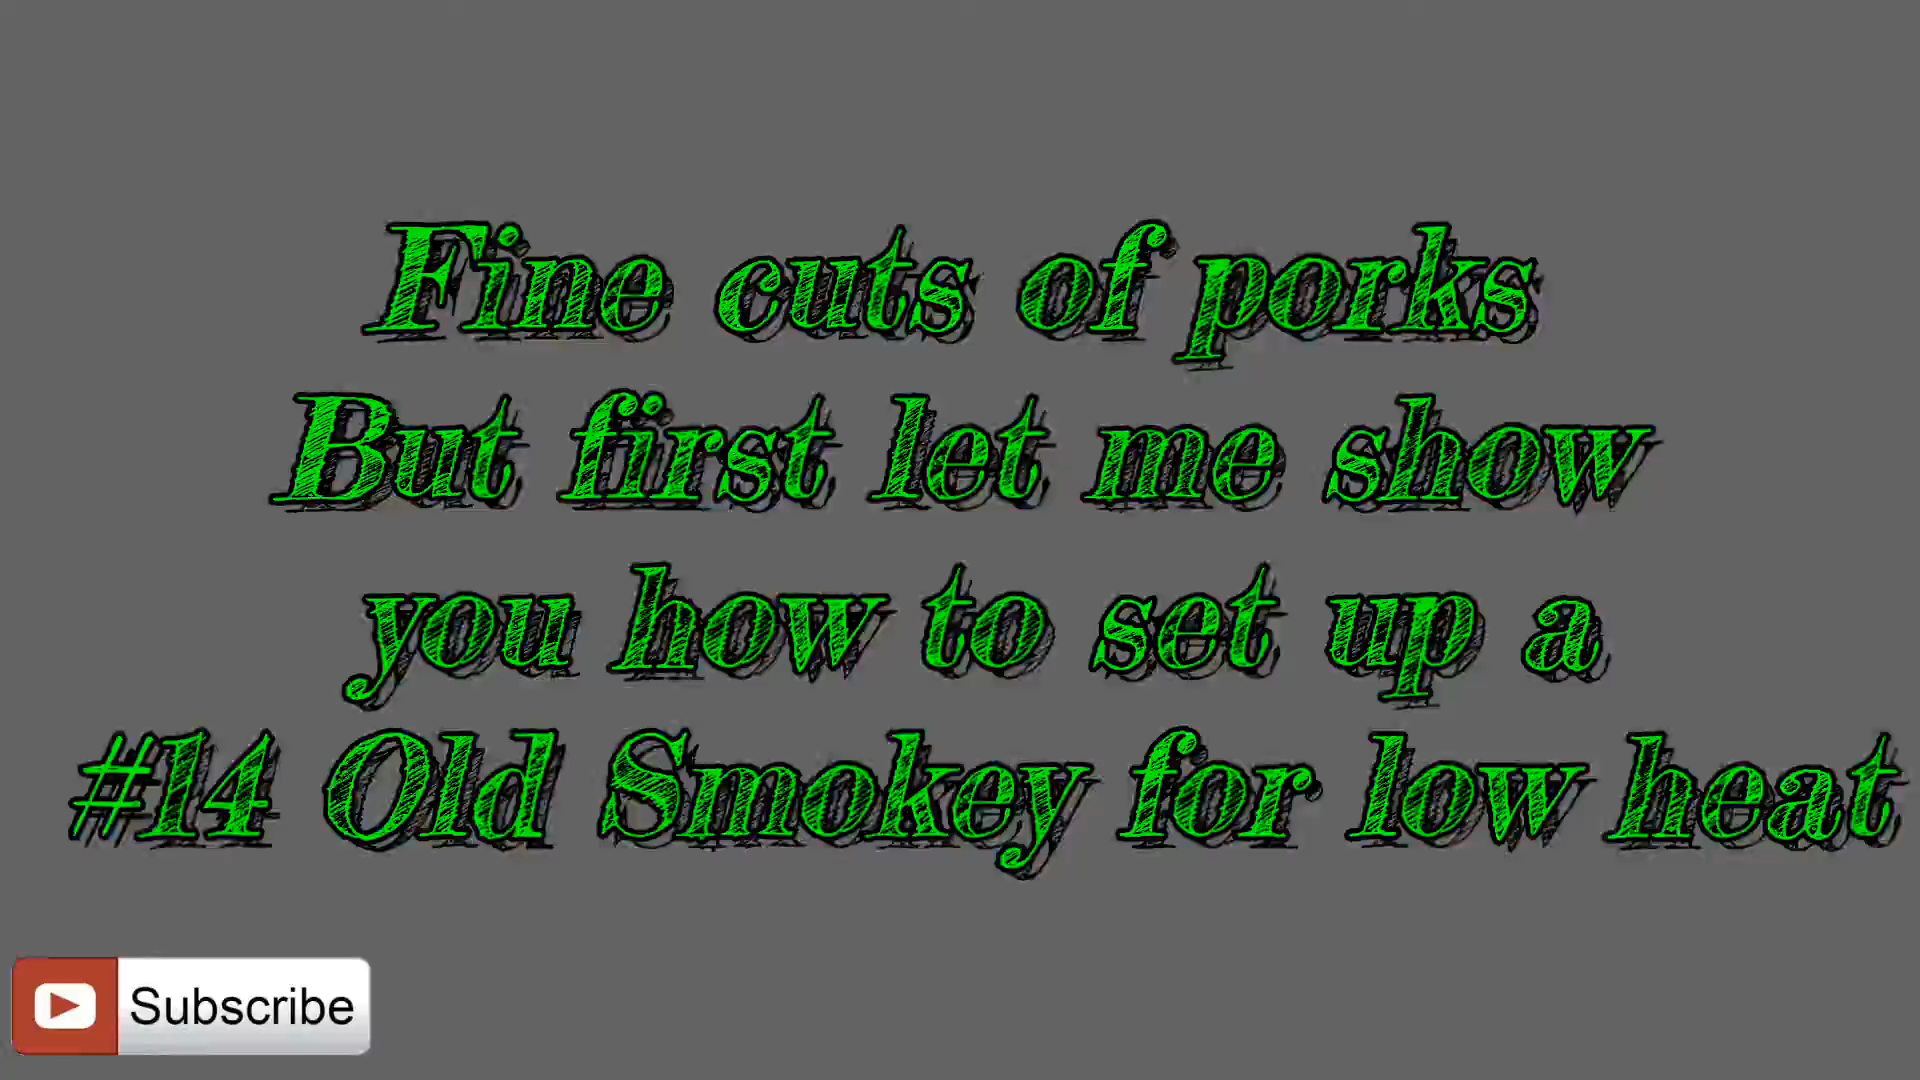 Fine cuts of porks
But first let me show
you how to set up a
#14 Old Smokey for low heat
Subscribe